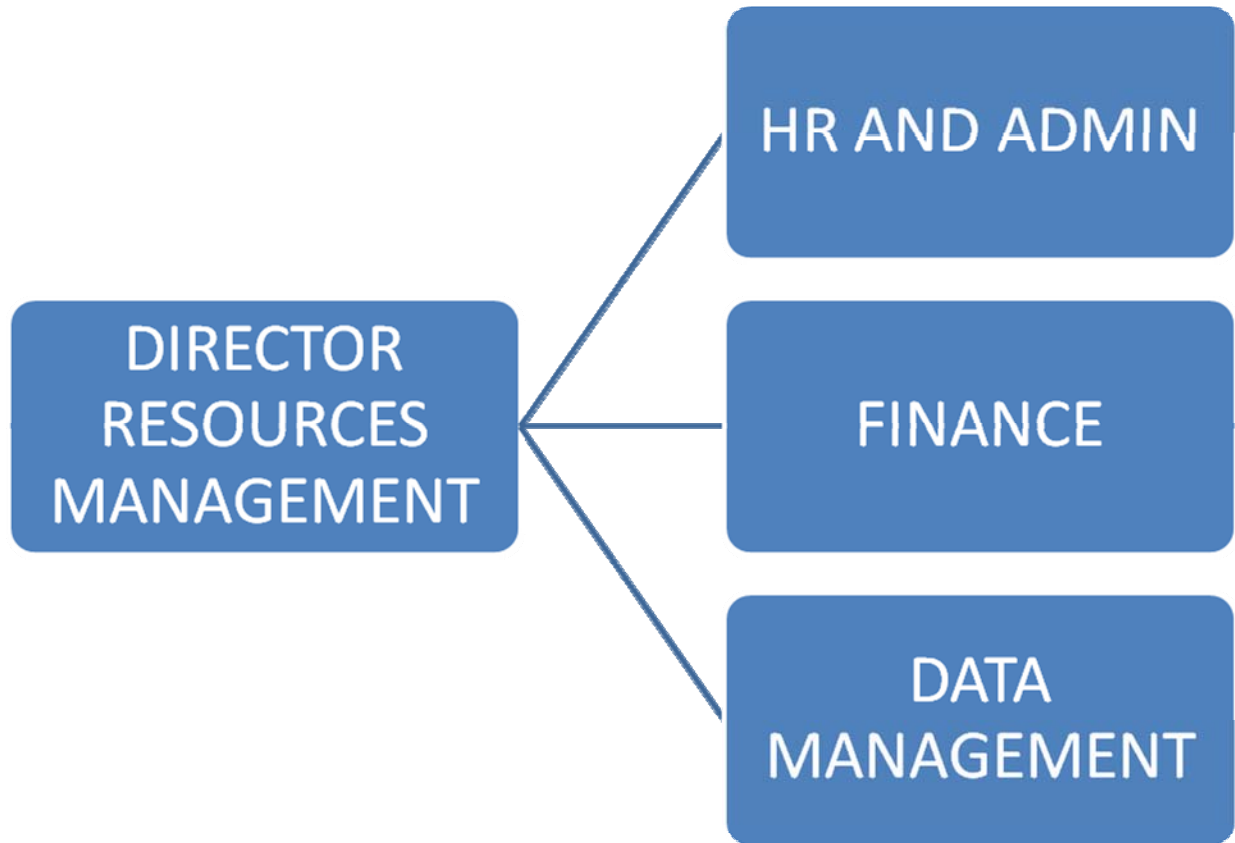 DIRECTOR
RESOURCES
MANAGEMENT
HR AND ADMIN
FINANCE
DATA
MANAGEMENT